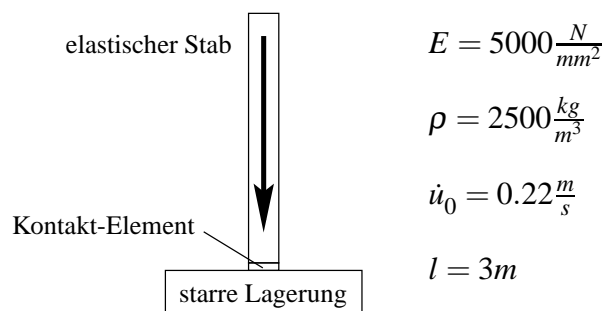 elastischer Stab
Kontakt-Element
starre Lagerung
E = 5000 N/mm²
ρ = 2500 kg/m³
u̇₀ = 0.22 m/s
l = 3m